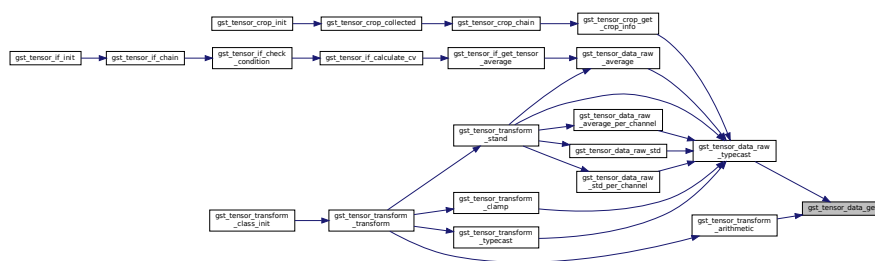 gst_tensor_crop_init
gst_tensor_crop_collected
gst_tensor_crop_chain
gst_tensor_crop_get
_crop_info
gst_tensor_if_init
gst_tensor_if_chain
gst_tensor_if_check
_condition
gst_tensor_if_calculate_cv
gst_tensor_if_get_tensor
_average
gst_tensor_data_raw
_average
gst_tensor_transform
_stand
gst_tensor_data_raw
_average_per_channel
gst_tensor_data_raw_std
gst_tensor_data_raw
_std_per_channel
gst_tensor_data_raw
_typecast
gst_tensor_transform
_class_init
gst_tensor_transform
_transform
gst_tensor_transform
_clamp
gst_tensor_transform
_typecast
gst_tensor_transform
_arithmetic
gst_tensor_data_get